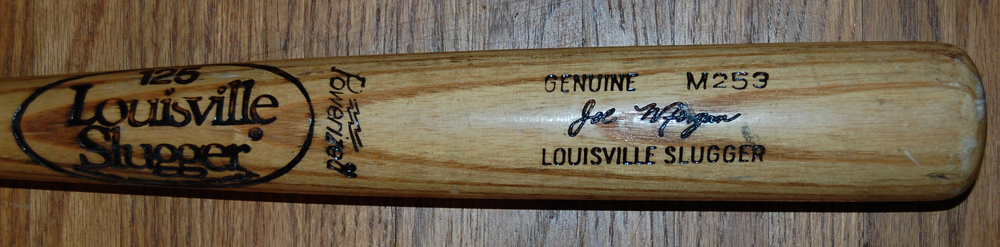 125
Louisville
Slugger®
Powerized
GENUINE M253
Joe Morgan
LOUISVILLE SLUGGER